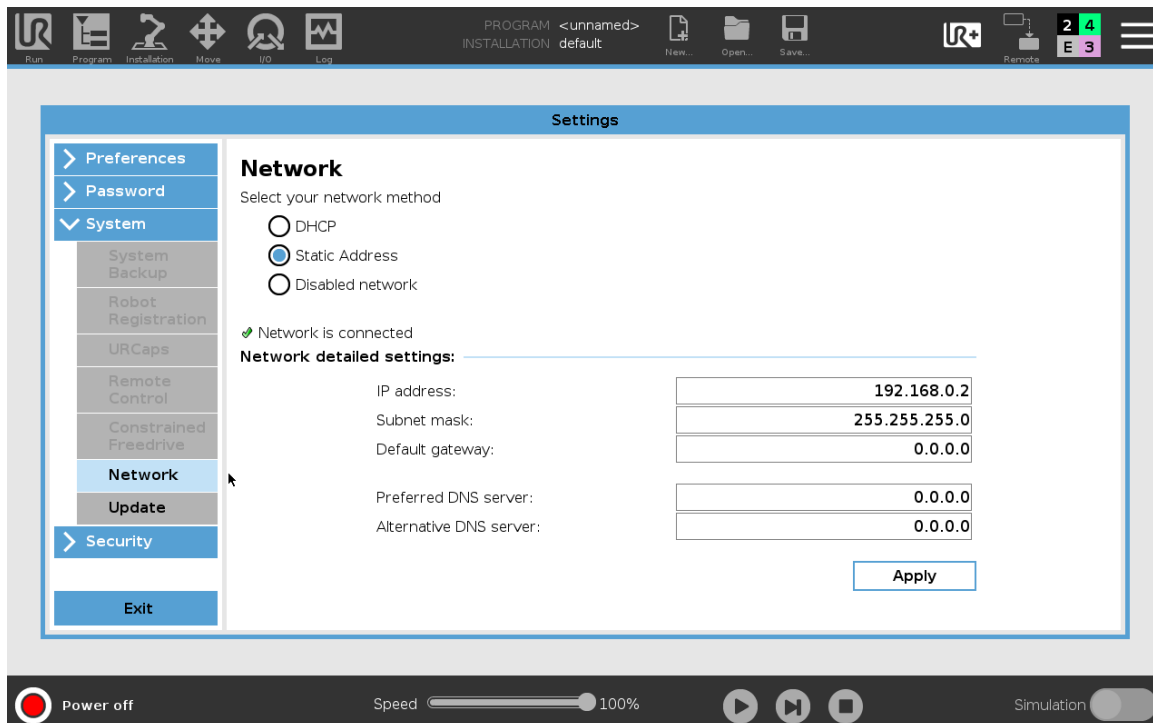 PROGRAM <unnamed>
INSTALLATION default
Run
Program
Installation
Move
I/O
Log
New...
Open...
Save...
UR+
Remote
2 4
E 3
Settings
Preferences
Password
System
System
Backup
Robot
Registration
URCaps
Remote
Control
Constrained
Freedrive
Network
Update
Security
Exit
Network
Select your network method
DHCP
Static Address
Disabled network
Network is connected
Network detailed settings:
IP address: 192.168.0.2
Subnet mask: 255.255.255.0
Default gateway: 0.0.0.0
Preferred DNS server: 0.0.0.0
Alternative DNS server: 0.0.0.0
Apply
Power off
Speed 100%
Simulation